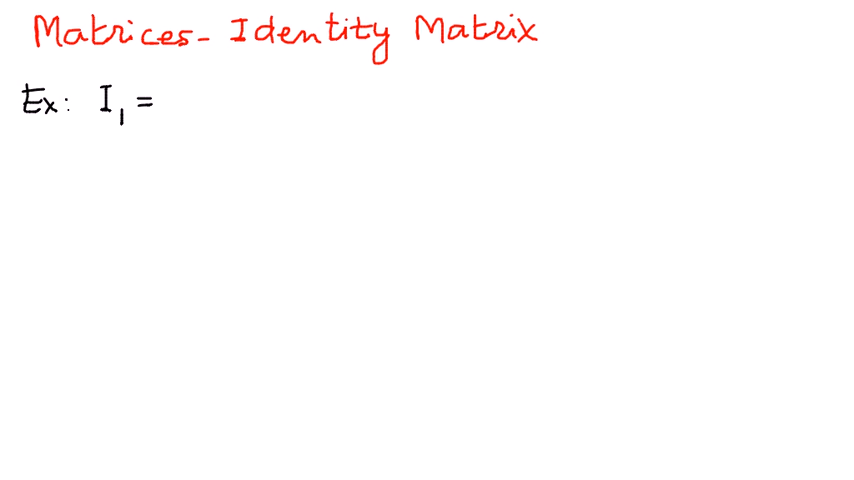 Matrices - Identity Matrix
Ex: I₁ =